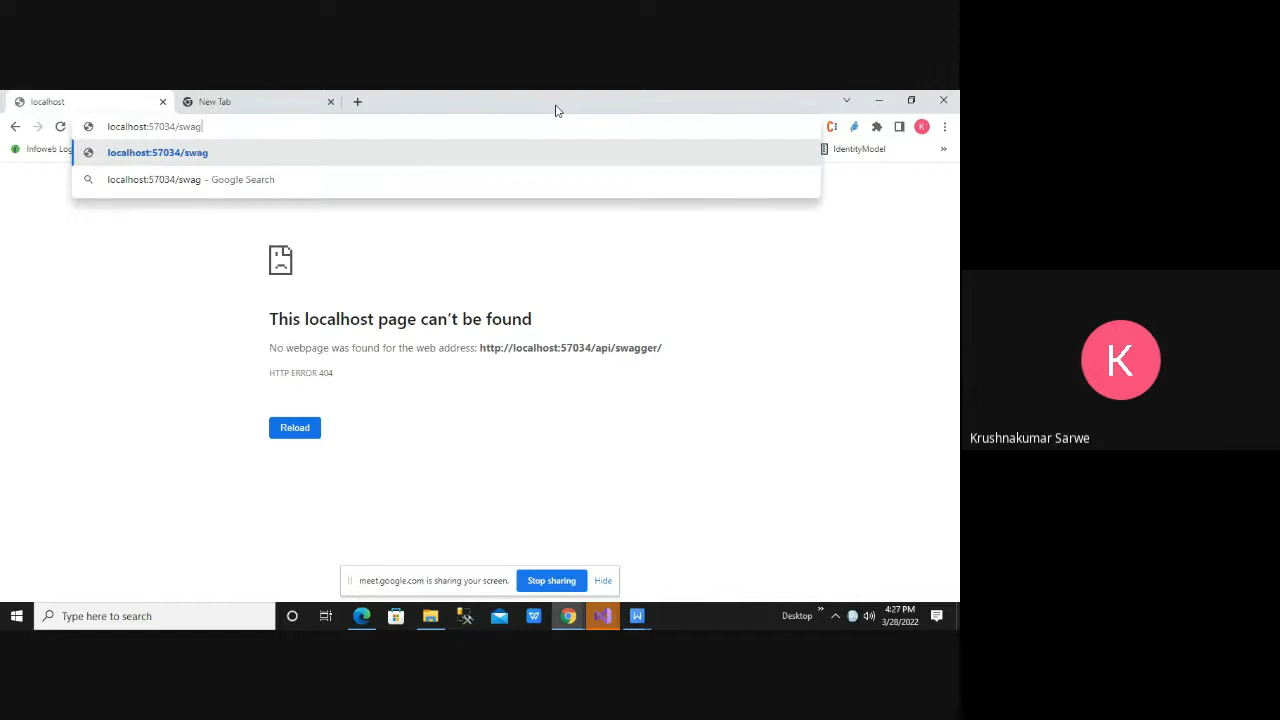 localhost
New Tab
localhost:57034/swag
Infoweb Log
localhost:57034/swag
IdentityModel
localhost:57034/swag - Google Search
This localhost page can't be found
No webpage was found for the web address: http://localhost:57034/api/swagger/
HTTP ERROR 404
Reload
K
Krushnakumar Sarwe
meet.google.com is sharing your screen.
Stop sharing
Hide
Type here to search
Desktop
4:27 PM
3/28/2022